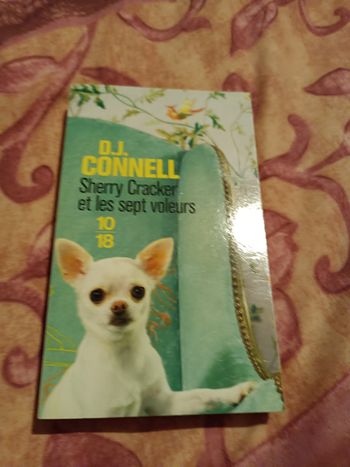 D.J.
CONNELL
Sherry Cracker
et les sept voleurs
10
18